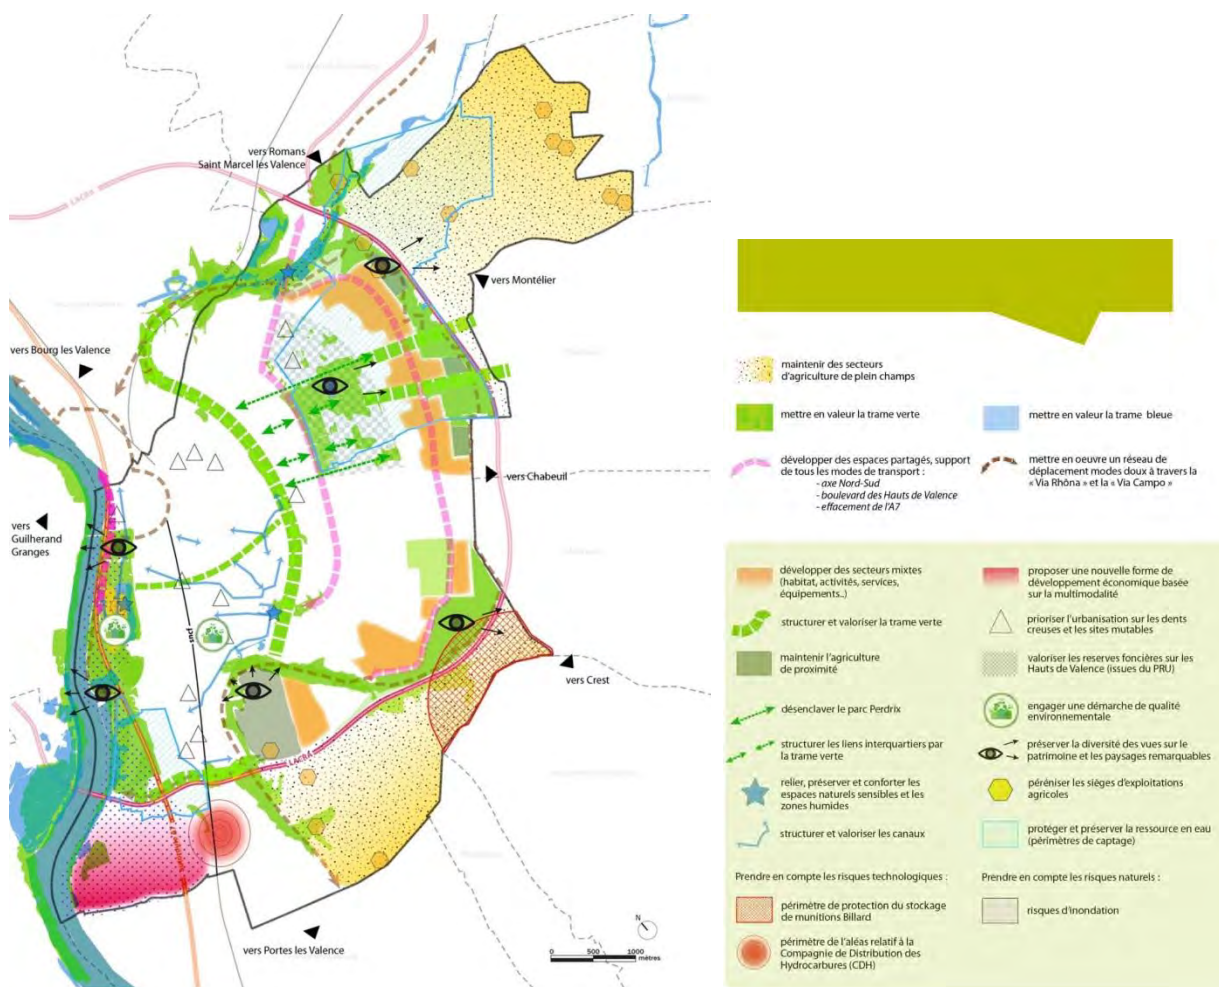 vers Romans
Saint Marcel les Valence
LACRA
vers Montélier
vers Bourg les Valence
vers Chabeuil
vers
Guilherand
Granges
vers Crest
LACRA
vers Portes les Valence
N
0 500 1000
mètres
maintenir des secteurs
d'agriculture de plein champs
mettre en valeur la trame verte
mettre en valeur la trame bleue
développer des espaces partagés, support
de tous les modes de transport :
- axe Nord-Sud
- boulevard des Hauts de Valence
- effacement de l'A7
mettre en oeuvre un réseau de
déplacement modes doux à travers la
« Via Rhôna » et la « Via Campo »
développer des secteurs mixtes
(habitat, activités, services,
équipements..)
proposer une nouvelle forme de
développement économique basée
sur la multimodalité
structurer et valoriser la trame verte
prioriser l'urbanisation sur les dents
creuses et les sites mutables
maintenir l'agriculture
de proximité
valoriser les reserves foncières sur les
Hauts de Valence (issues du PRU)
désenclaver le parc Perdrix
engager une démarche de qualité
environnementale
structurer les liens interquartiers par
la trame verte
préserver la diversité des vues sur le
patrimoine et les paysages remarquables
relier, préserver et conforter les
espaces naturels sensibles et les
zones humides
péréniser les sièges d'exploitations
agricoles
structurer et valoriser les canaux
protéger et préserver la ressource en eau
(périmètres de captage)
Prendre en compte les risques technologiques :
Prendre en compte les risques naturels :
périmètre de protection du stockage
de munitions Billard
risques d'inondation
périmètre de l'aléas relatif à la
Compagnie de Distribution des
Hydrocarbures (CDH)